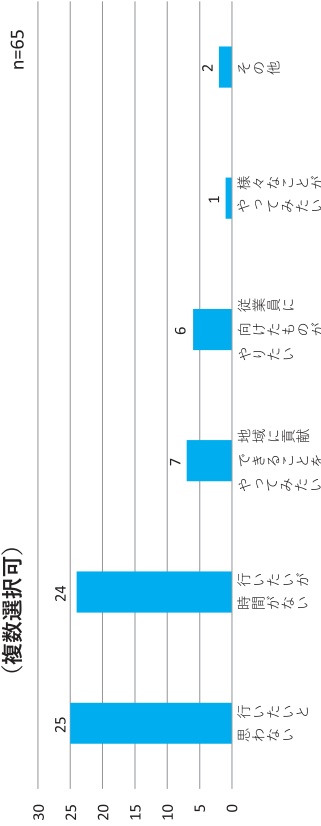 （複数選択可）
n=65
30
25
20
15
10
5
0
25
24
7
6
1
2
行いたいと
思わない
行いたいが
時間がない
地域に貢献
できることを
やってみたい
従業員に
向けたものが
やりたい
様々なことが
やってみたい
その他